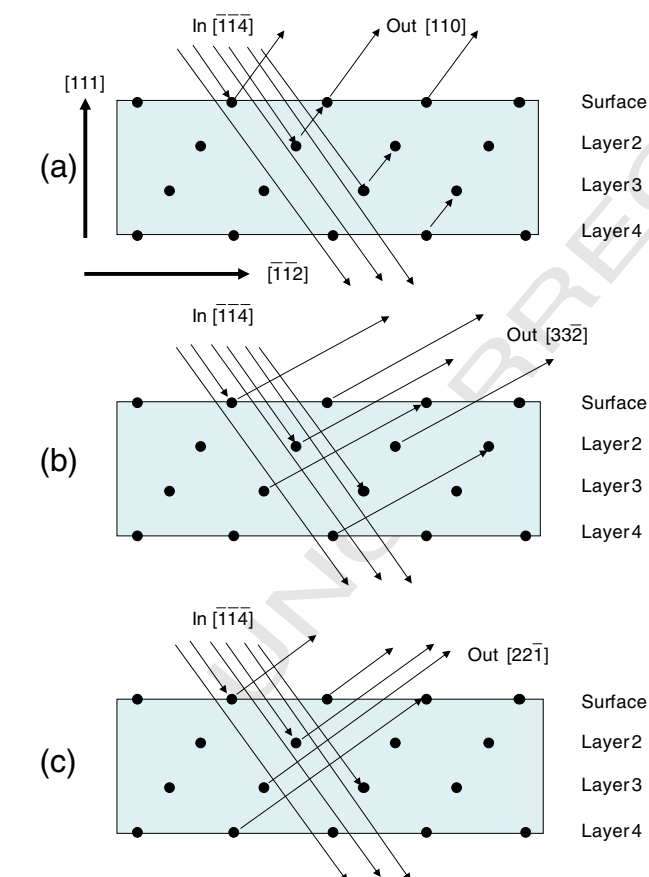 In [1̄1̄4̄]
Out [110]
[111]
Surface
Layer2
(a)
Layer3
Layer4
[1̄1̄2]
In [1̄1̄4̄]
Out [332̄]
Surface
Layer2
(b)
Layer3
Layer4
In [1̄1̄4̄]
Out [221̄]
Surface
Layer2
(c)
Layer3
Layer4